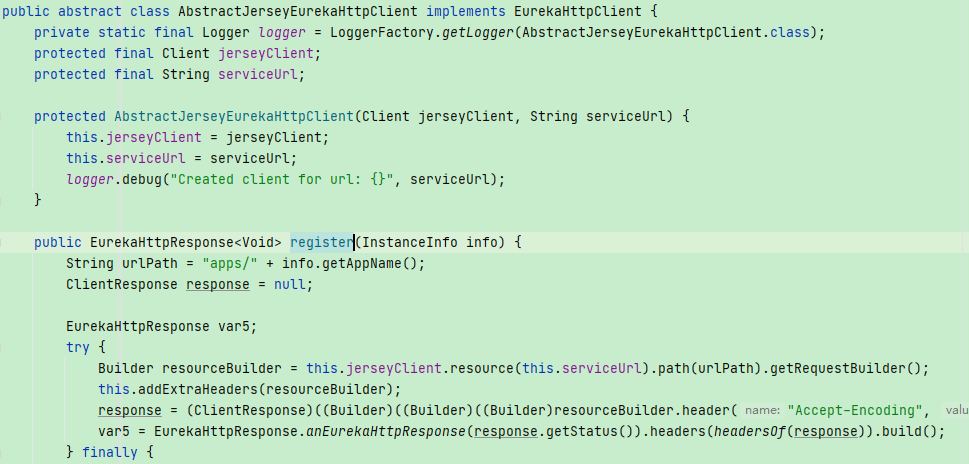 public abstract class AbstractJerseyEurekaHttpClient implements EurekaHttpClient {
private static final Logger logger = LoggerFactory.getLogger(AbstractJerseyEurekaHttpClient.class);
protected final Client jerseyClient;
protected final String serviceUrl;
protected AbstractJerseyEurekaHttpClient(Client jerseyClient, String serviceUrl) {
this.jerseyClient = jerseyClient;
this.serviceUrl = serviceUrl;
logger.debug("Created client for url: {}", serviceUrl);
}
public EurekaHttpResponse<Void> register(InstanceInfo info) {
String urlPath = "apps/" + info.getAppName();
ClientResponse response = null;
EurekaHttpResponse var5;
try {
Builder resourceBuilder = this.jerseyClient.resource(this.serviceUrl).path(urlPath).getRequestBuilder();
this.addExtraHeaders(resourceBuilder);
response = (ClientResponse)((Builder)((Builder)((Builder)resourceBuilder.header( name: "Accept-Encoding",
var5 = EurekaHttpResponse.anEurekaHttpResponse(response.getStatus()).headers(headersOf(response)).build();
} finally {